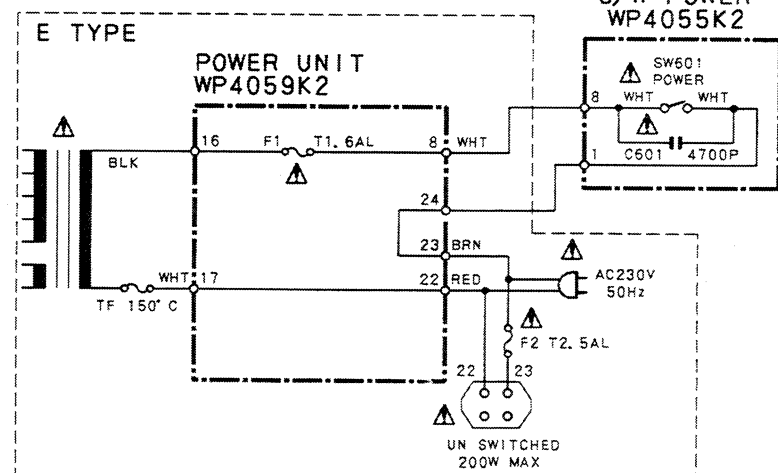 WP4055K2
E TYPE
POWER UNIT
WP4059K2
SW601
POWER
8 WHT WHT
16 F1 T1.6AL 8 WHT
BLK
1 C601 4700P
24
23 BRN
WHT 17 22 RED
AC230V
50Hz
TF 150°C
F2 T2.5AL
22 23
UN SWITCHED
200W MAX